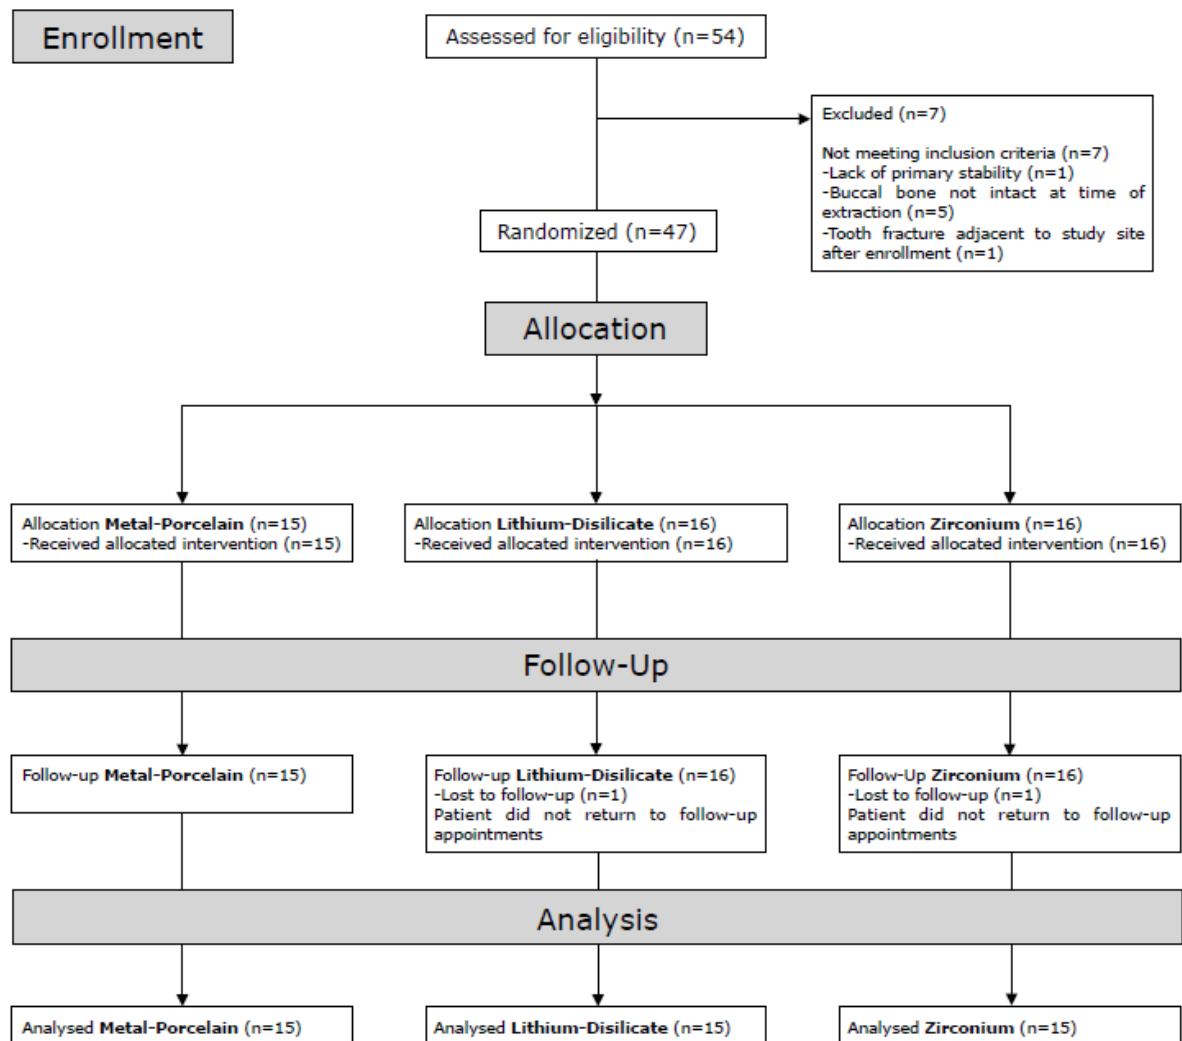 Enrollment
Assessed for eligibility (n=54)
Excluded (n=7)
Not meeting inclusion criteria (n=7)
-Lack of primary stability (n=1)
-Buccal bone not intact at time of
extraction (n=5)
-Tooth fracture adjacent to study site
after enrollment (n=1)
Randomized (n=47)
Allocation
Allocation Metal-Porcelain (n=15)
-Received allocated intervention (n=15)
Allocation Lithium-Disilicate (n=16)
-Received allocated intervention (n=16)
Allocation Zirconium (n=16)
-Received allocated intervention (n=16)
Follow-Up
Follow-up Metal-Porcelain (n=15)
Follow-up Lithium-Disilicate (n=16)
-Lost to follow-up (n=1)
Patient did not return to follow-up
appointments
Follow-Up Zirconium (n=16)
-Lost to follow-up (n=1)
Patient did not return to follow-up
appointments
Analysis
Analysed Metal-Porcelain (n=15)
Analysed Lithium-Disilicate (n=15)
Analysed Zirconium (n=15)